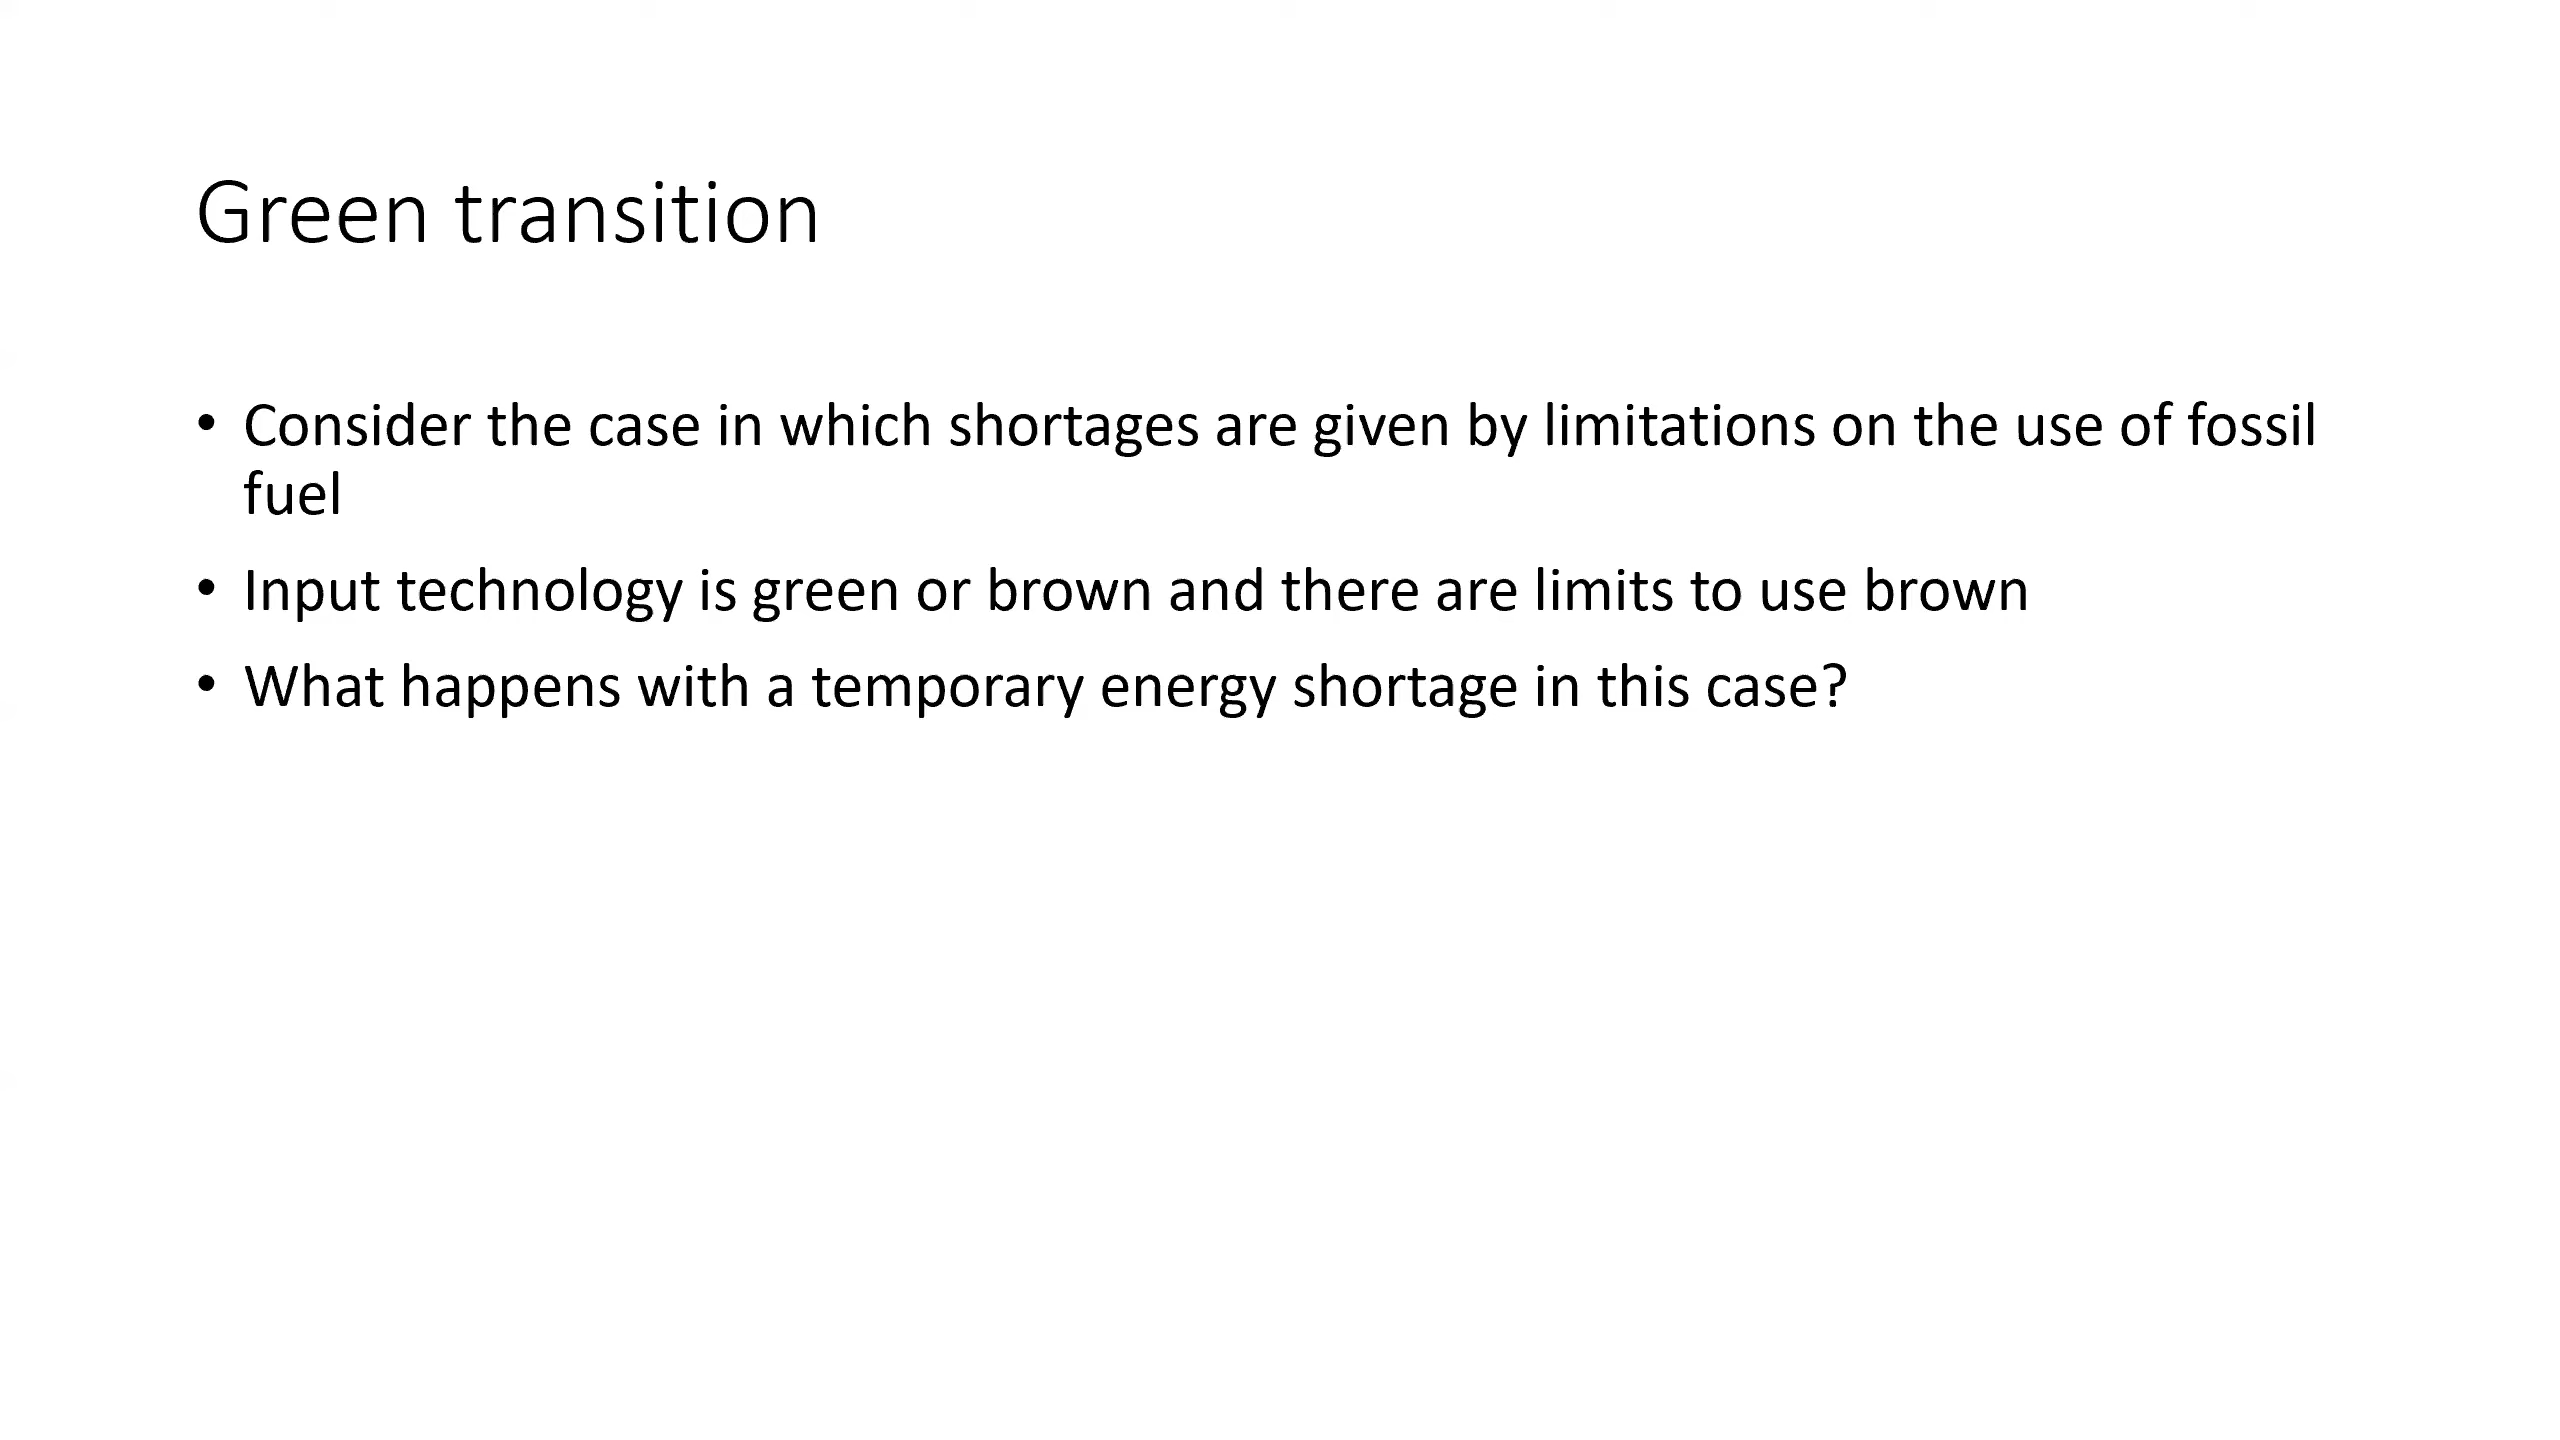 Green transition
• Consider the case in which shortages are given by limitations on the use of fossil
fuel
• Input technology is green or brown and there are limits to use brown
• What happens with a temporary energy shortage in this case?